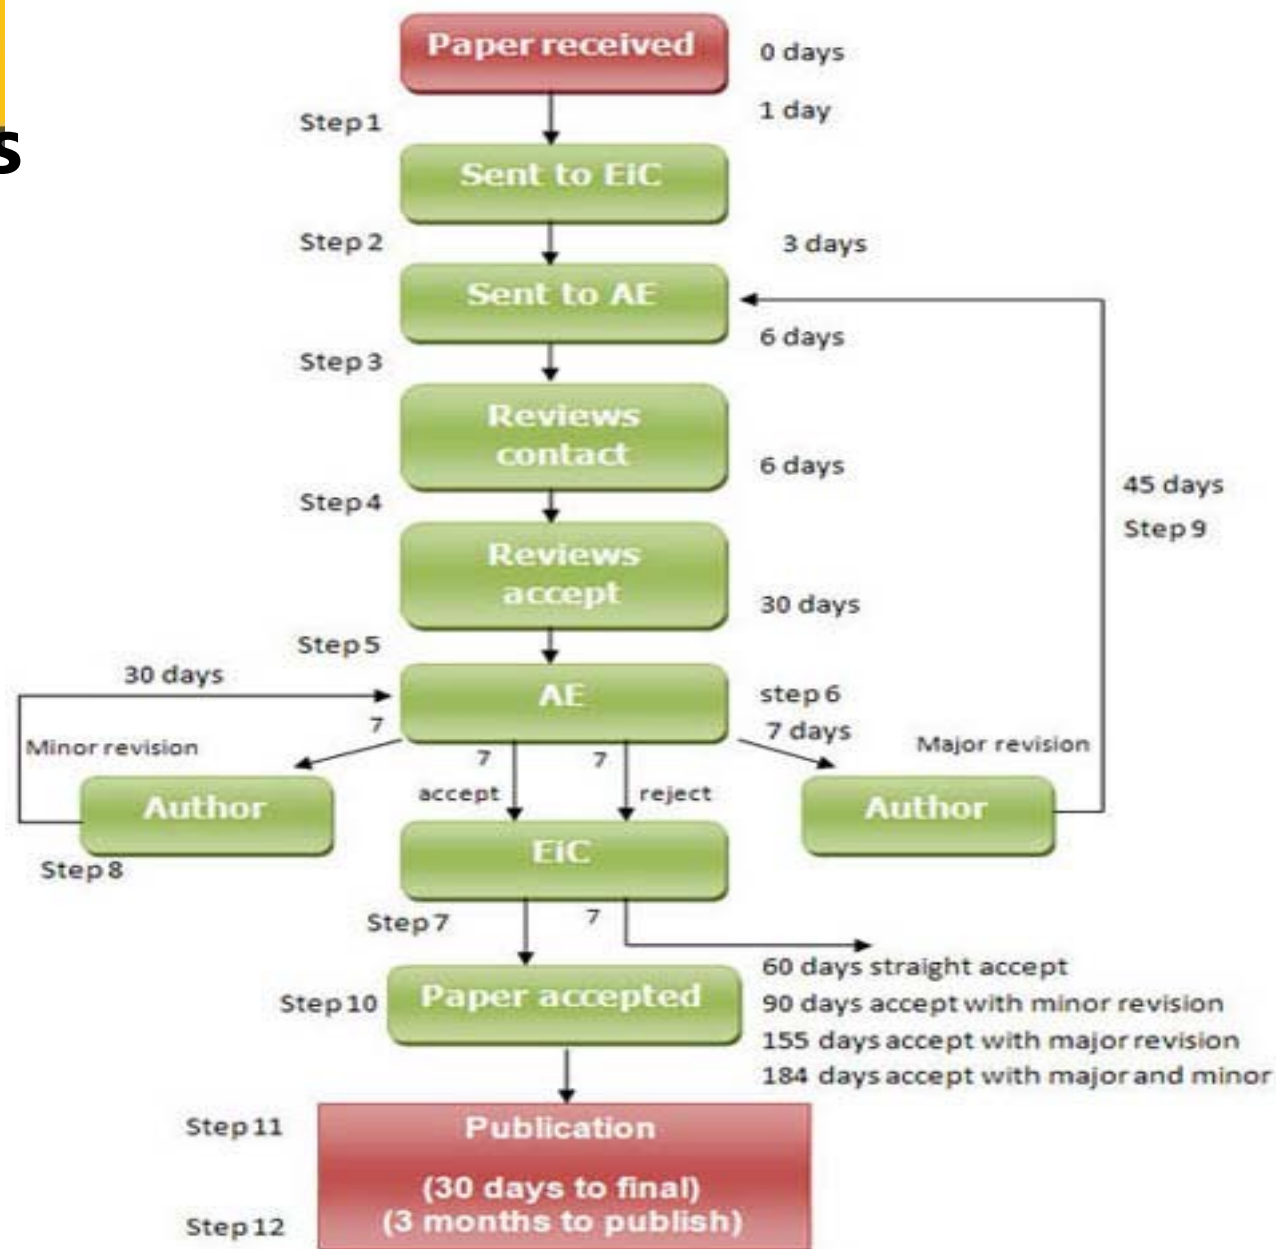 s
Paper received
0 days
Step 1
1 day
Sent to EiC
Step 2
3 days
Sent to AE
6 days
Step 3
Reviews
contact
6 days
Step 4
45 days
Step 9
Reviews
accept
30 days
Step 5
30 days
AE
step 6
7
7 days
Minor revision
7
7
Major revision
accept
reject
Author
Author
EiC
Step 8
Step 7
7
60 days straight accept
Step 10
Paper accepted
90 days accept with minor revision
155 days accept with major revision
184 days accept with major and minor
Step 11
Publication
(30 days to final)
Step 12
(3 months to publish)